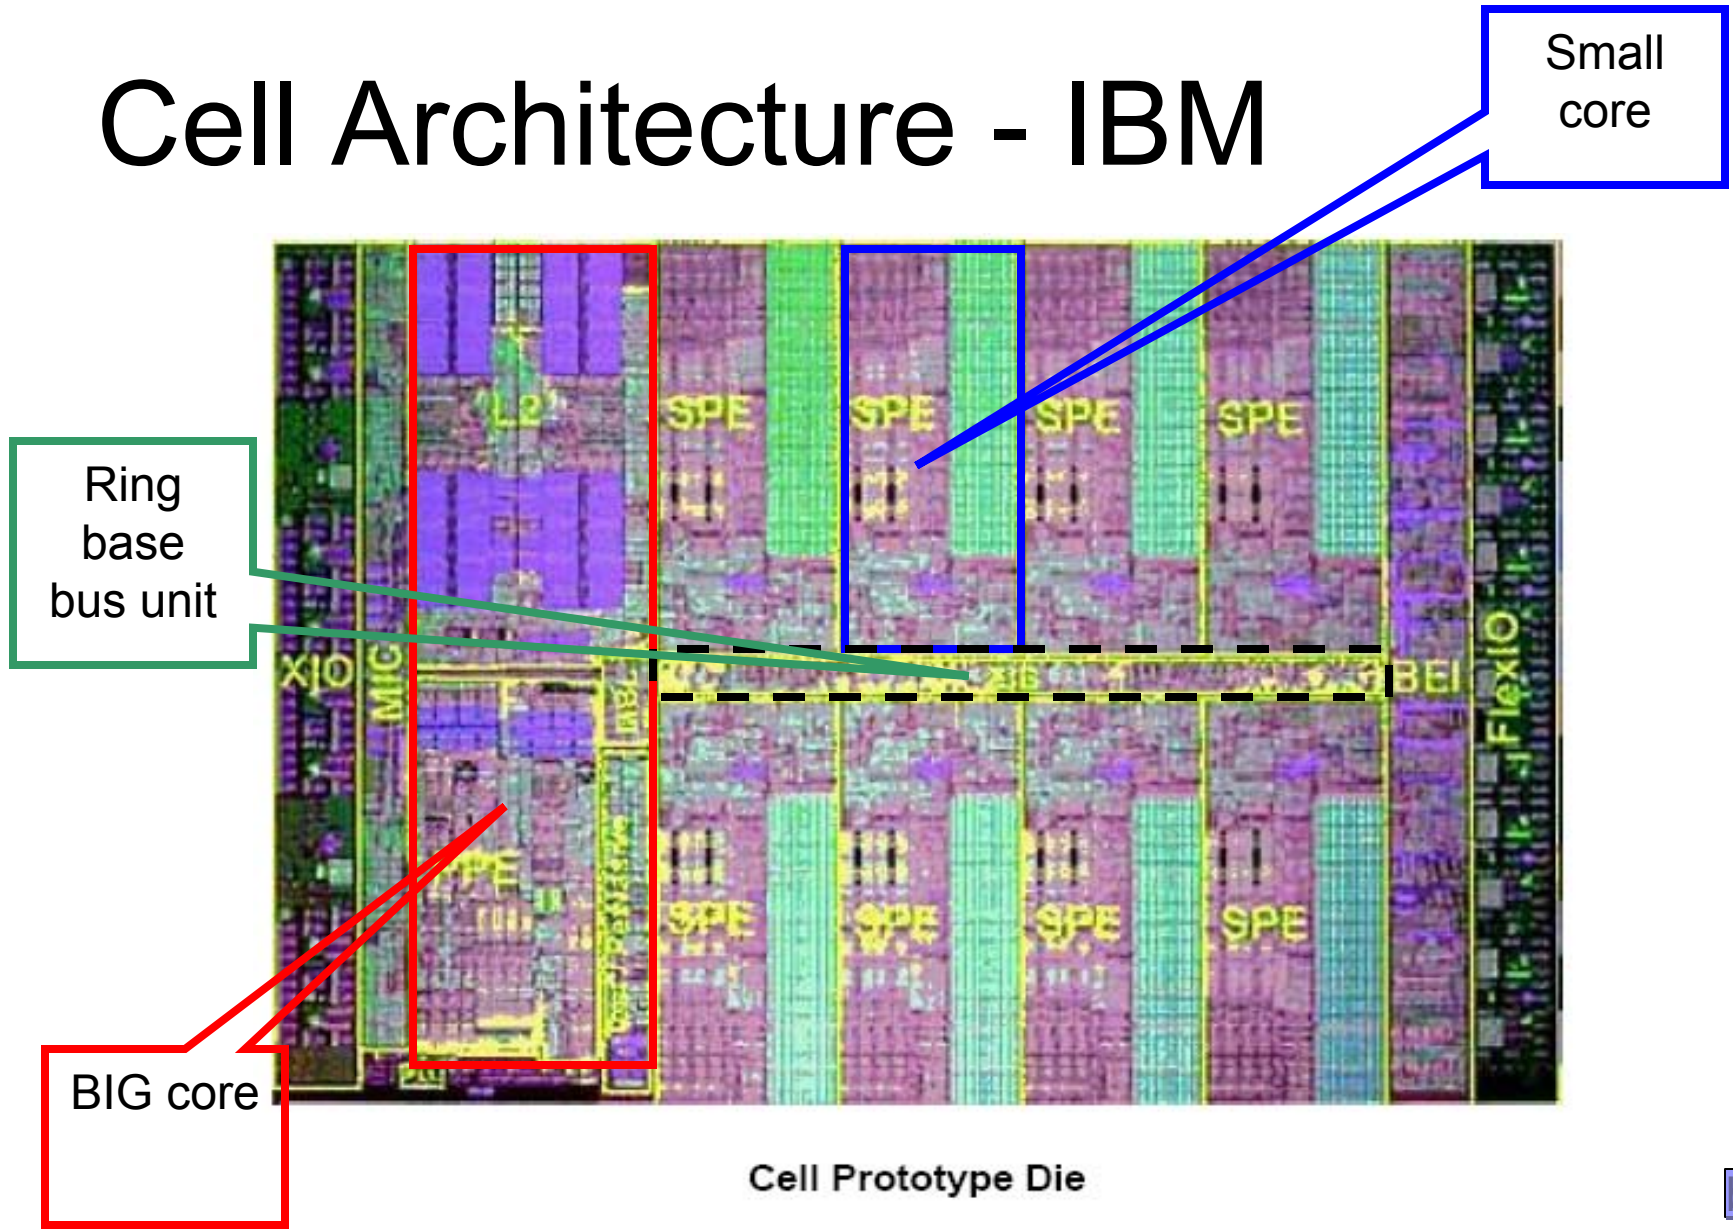 Cell Architecture - IBM
Small
core
L2
SPE SPE SPE SPE
Ring
base
bus unit
XIO
MIC
BEI
FlexIO
SPE SPE SPE SPE
BIG core
Cell Prototype Die